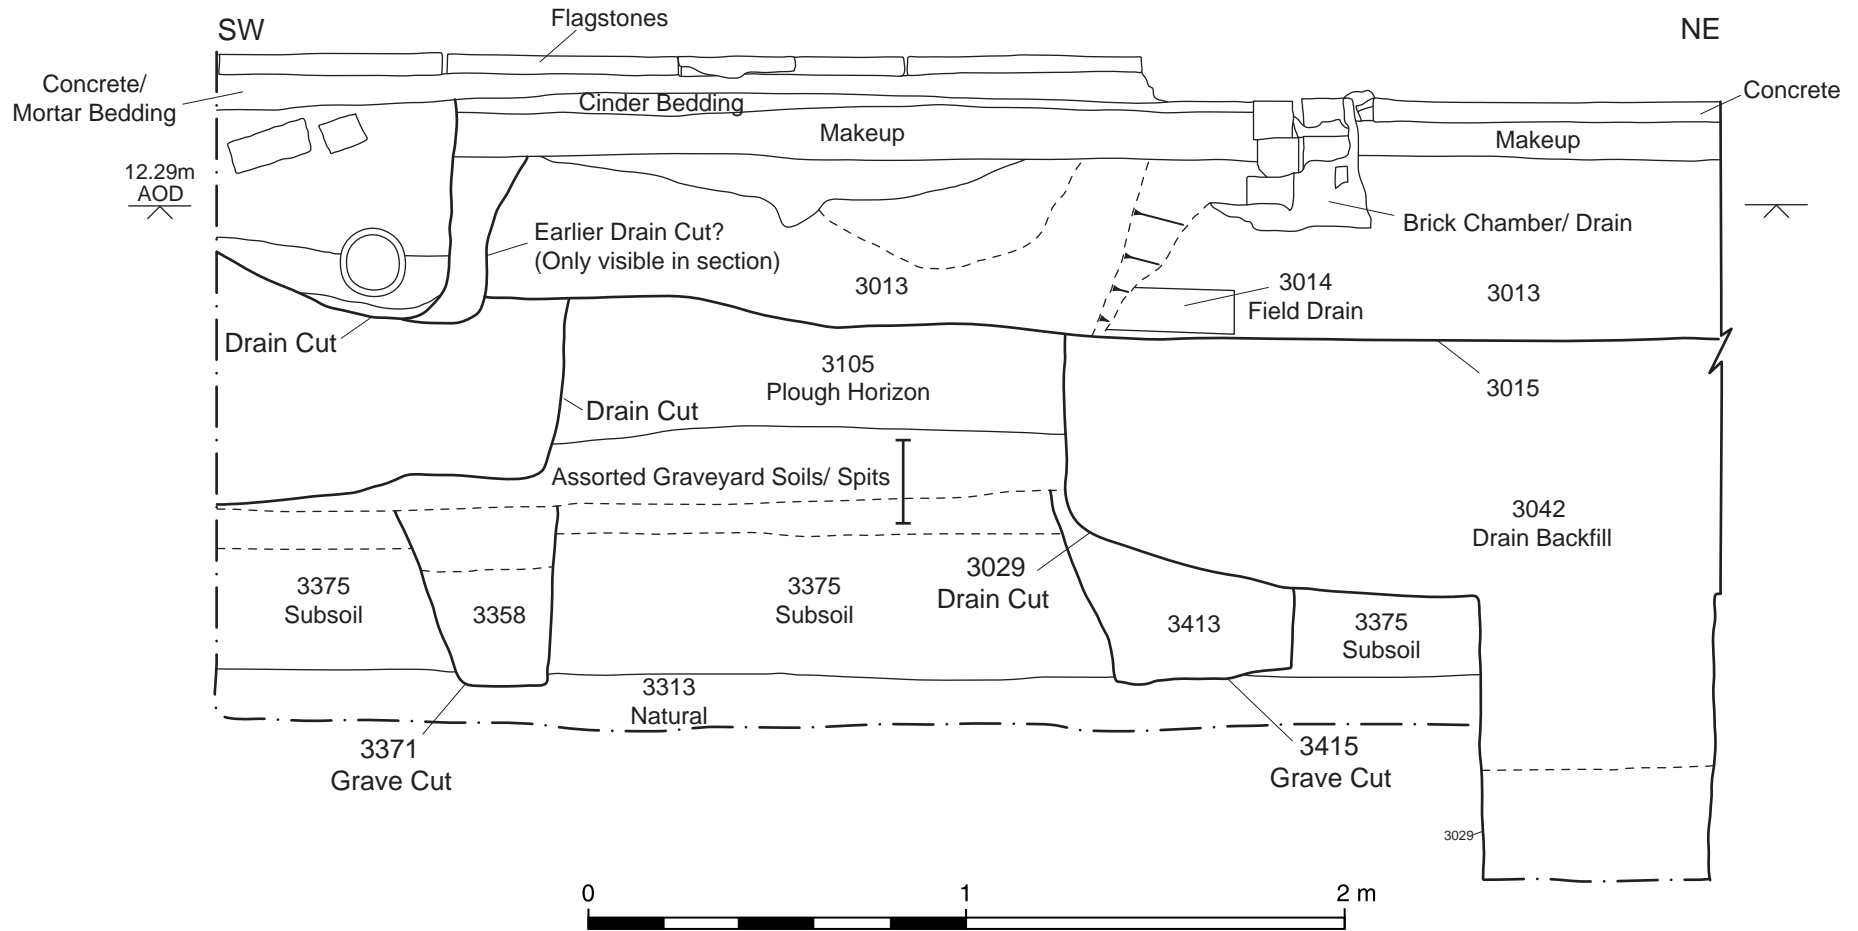 SW
Flagstones
NE
Concrete/
Mortar Bedding
Cinder Bedding
Concrete
Makeup
Makeup
12.29m
AOD
Earlier Drain Cut?
(Only visible in section)
Brick Chamber/ Drain
3013
3014
Field Drain
3013
Drain Cut
3105
Plough Horizon
3015
Drain Cut
Assorted Graveyard Soils/ Spits
3042
Drain Backfill
3029
Drain Cut
3375
Subsoil
3358
3375
Subsoil
3413
3375
Subsoil
3313
Natural
3371
Grave Cut
3415
Grave Cut
3029
0
1
2 m